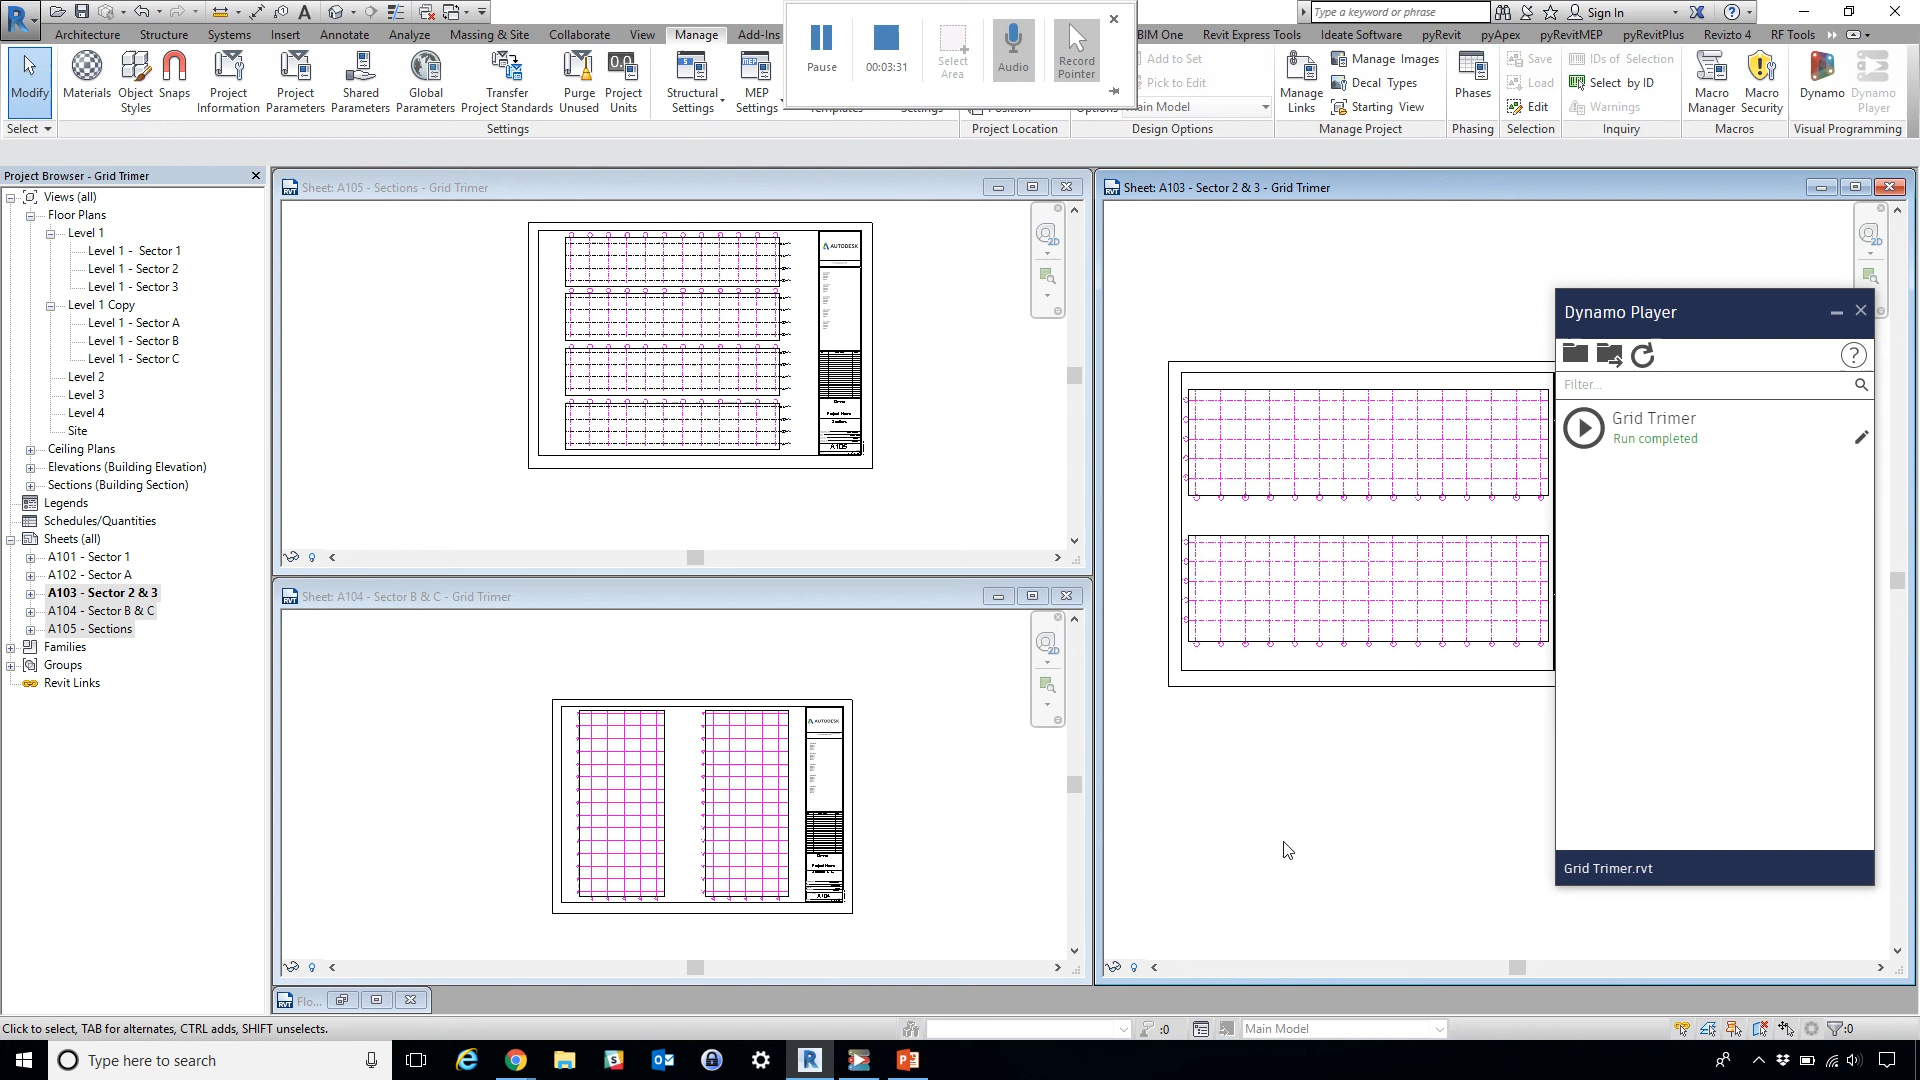 Type a keyword or phrase
Sign In
Architecture
Structure
Systems
Insert
Annotate
Analyze
Massing & Site
Collaborate
View
Manage
Add-Ins
BIM One
Revit Express Tools
Ideate Software
pyRevit
pyApex
pyRevitMEP
pyRevitPlus
Revizto 4
RF Tools
Modify
Materials
Object Styles
Snaps
Project Information
Project Parameters
Shared Parameters
Global Parameters
Transfer Project Standards
Purge Unused
Project Units
Structural Settings
MEP Settings
Pause
00:03:31
Select Area
Audio
Record Pointer
Add to Set
Pick to Edit
Main Model
Manage Links
Manage Images
Decal Types
Starting View
Phases
Save
Load
Edit
IDs of Selection
Select by ID
Warnings
Macro Manager
Macro Security
Dynamo
Dynamo Player
Select
Settings
Project Location
Design Options
Manage Project
Phasing
Selection
Inquiry
Macros
Visual Programming
Project Browser - Grid Trimer
Views (all)
Floor Plans
Level 1
Level 1 - Sector 1
Level 1 - Sector 2
Level 1 - Sector 3
Level 1 Copy
Level 1 - Sector A
Level 1 - Sector B
Level 1 - Sector C
Level 2
Level 3
Level 4
Site
Ceiling Plans
Elevations (Building Elevation)
Sections (Building Section)
Legends
Schedules/Quantities
Sheets (all)
A101 - Sector 1
A102 - Sector A
A103 - Sector 2 & 3
A104 - Sector B & C
A105 - Sections
Families
Groups
Revit Links
Sheet: A105 - Sections - Grid Trimer
AUTODESK
A105
Sheet: A104 - Sector B & C - Grid Trimer
AUTODESK
A104
Sheet: A103 - Sector 2 & 3 - Grid Trimer
Dynamo Player
Filter...
Grid Trimer
Run completed
Grid Trimer.rvt
Flo...
Click to select, TAB for alternates, CTRL adds, SHIFT unselects.
:0
Main Model
:0
Type here to search